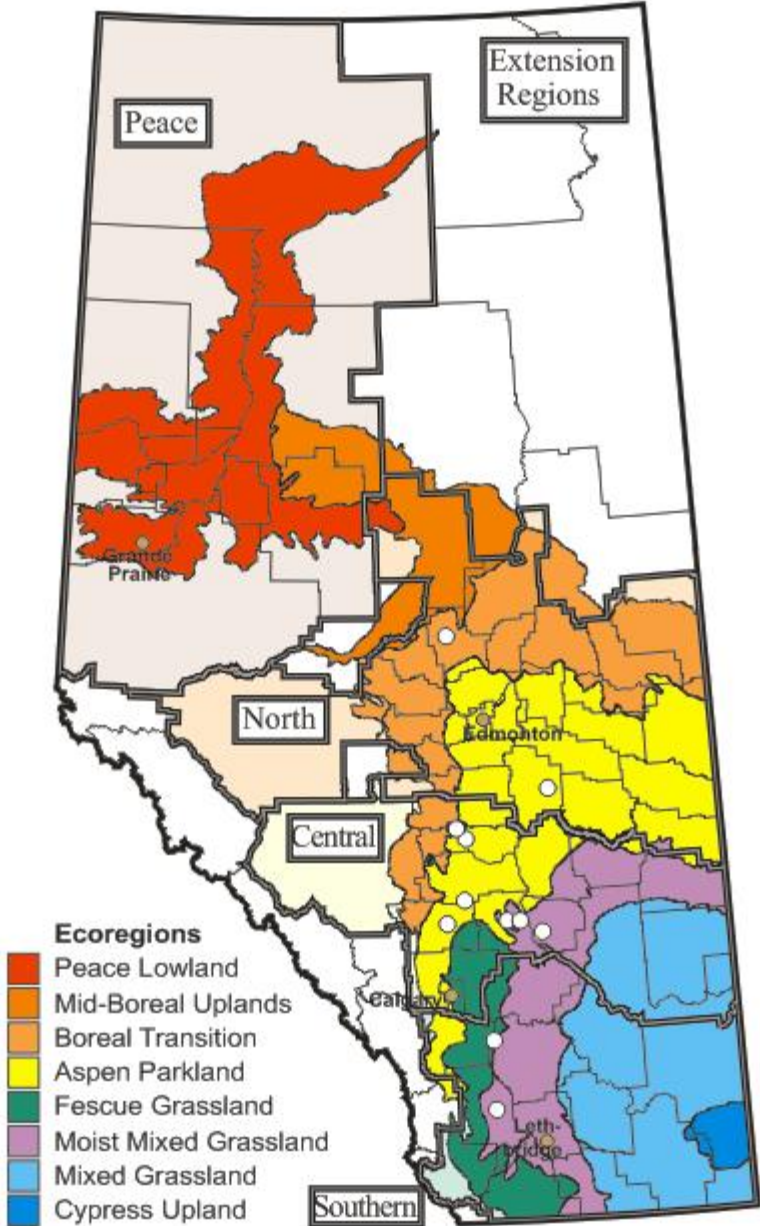 Extension
Regions
Peace
Grande
Prairie
North
Edmonton
Central
Calgary
Leth-
bridge
Southern
Ecoregions
Peace Lowland
Mid-Boreal Uplands
Boreal Transition
Aspen Parkland
Fescue Grassland
Moist Mixed Grassland
Mixed Grassland
Cypress Upland